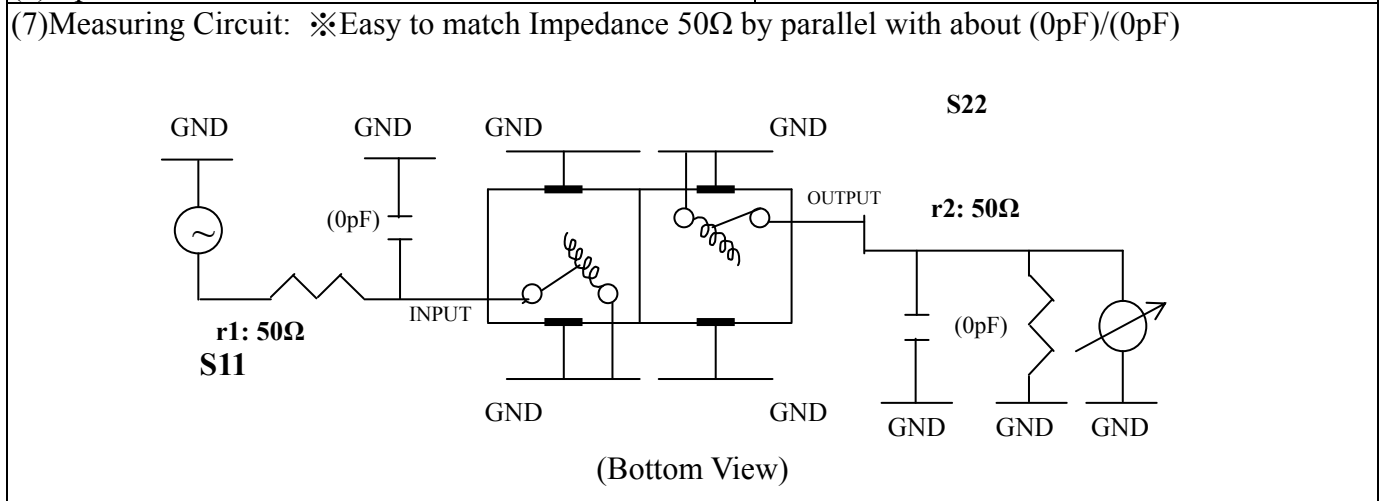 (7)Measuring Circuit: ※Easy to match Impedance 50Ω by parallel with about (0pF)/(0pF)
S22
GND GND GND GND
(0pF)
OUTPUT
r2: 50Ω
~
INPUT
r1: 50Ω
(0pF)
S11
GND GND
GND GND GND
(Bottom View)